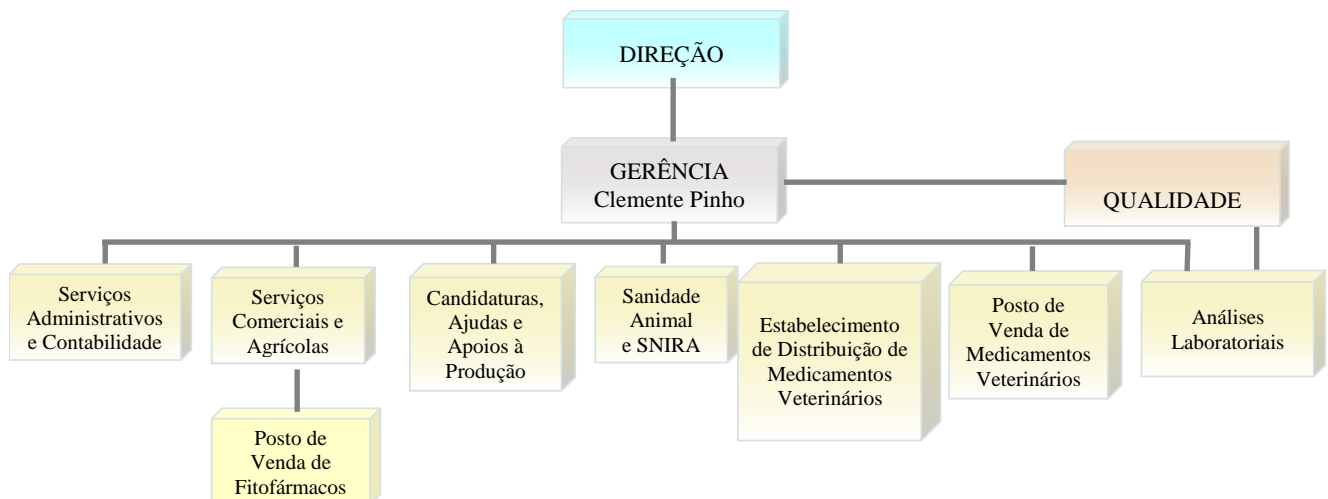 DIREÇÃO
GERÊNCIA
Clemente Pinho
QUALIDADE
Serviços
Administrativos
e Contabilidade
Serviços
Comerciais e
Agrícolas
Candidaturas,
Ajudas e
Apoios à
Produção
Sanidade
Animal
e SNIRA
Estabelecimento
de Distribuição de
Medicamentos
Veterinários
Posto de
Venda de
Medicamentos
Veterinários
Análises
Laboratoriais
Posto de
Venda de
Fitofármacos